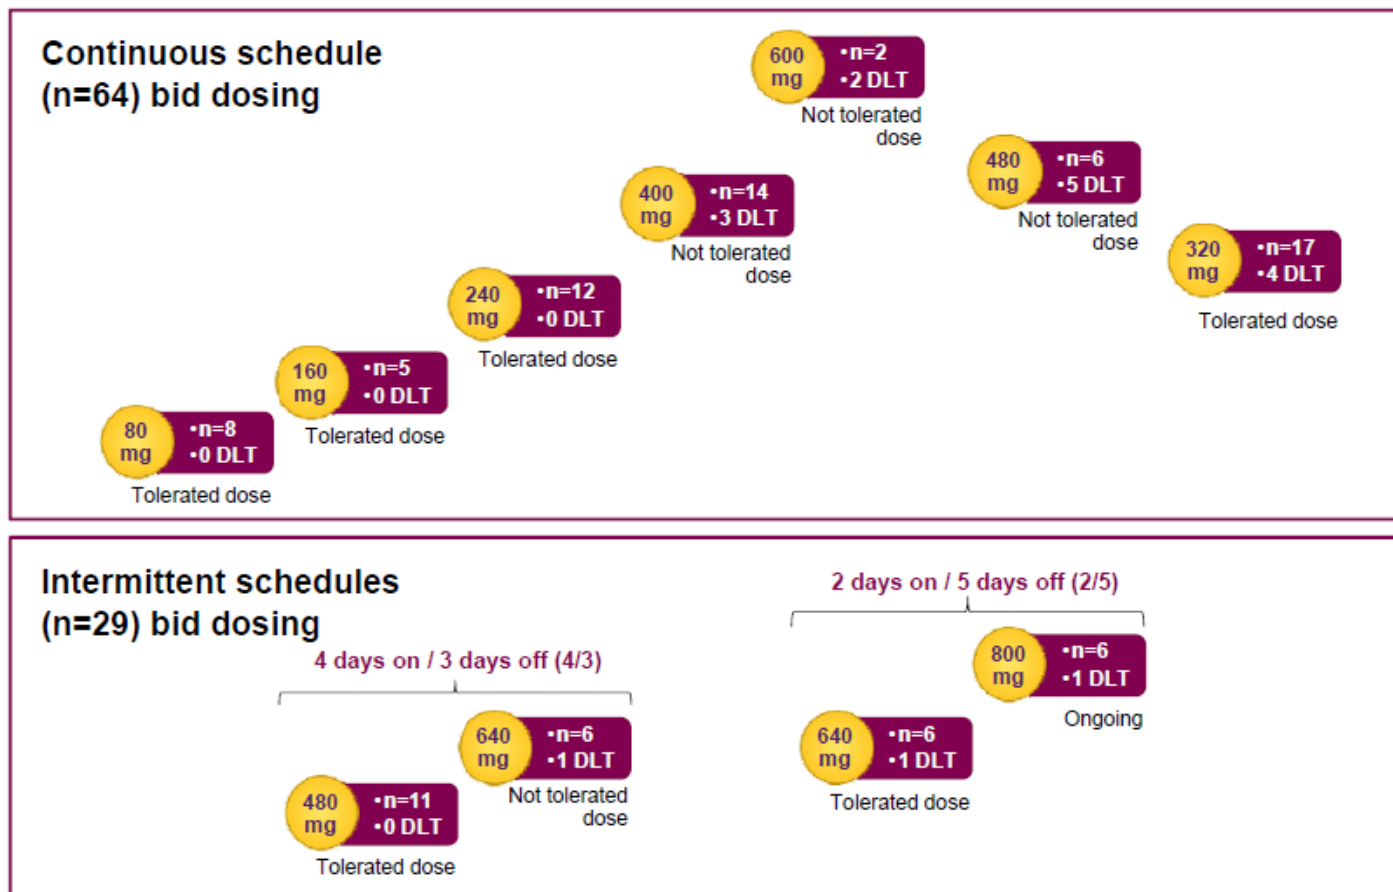 Continuous schedule
(n=64) bid dosing
80
mg
•n=8
•0 DLT
Tolerated dose
160
mg
•n=5
•0 DLT
Tolerated dose
240
mg
•n=12
•0 DLT
Tolerated dose
400
mg
•n=14
•3 DLT
Not tolerated
dose
600
mg
•n=2
•2 DLT
Not tolerated
dose
480
mg
•n=6
•5 DLT
Not tolerated
dose
320
mg
•n=17
•4 DLT
Tolerated dose
Intermittent schedules
(n=29) bid dosing
4 days on / 3 days off (4/3)
480
mg
•n=11
•0 DLT
Tolerated dose
640
mg
•n=6
•1 DLT
Not tolerated
dose
2 days on / 5 days off (2/5)
640
mg
•n=6
•1 DLT
Tolerated dose
800
mg
•n=6
•1 DLT
Ongoing